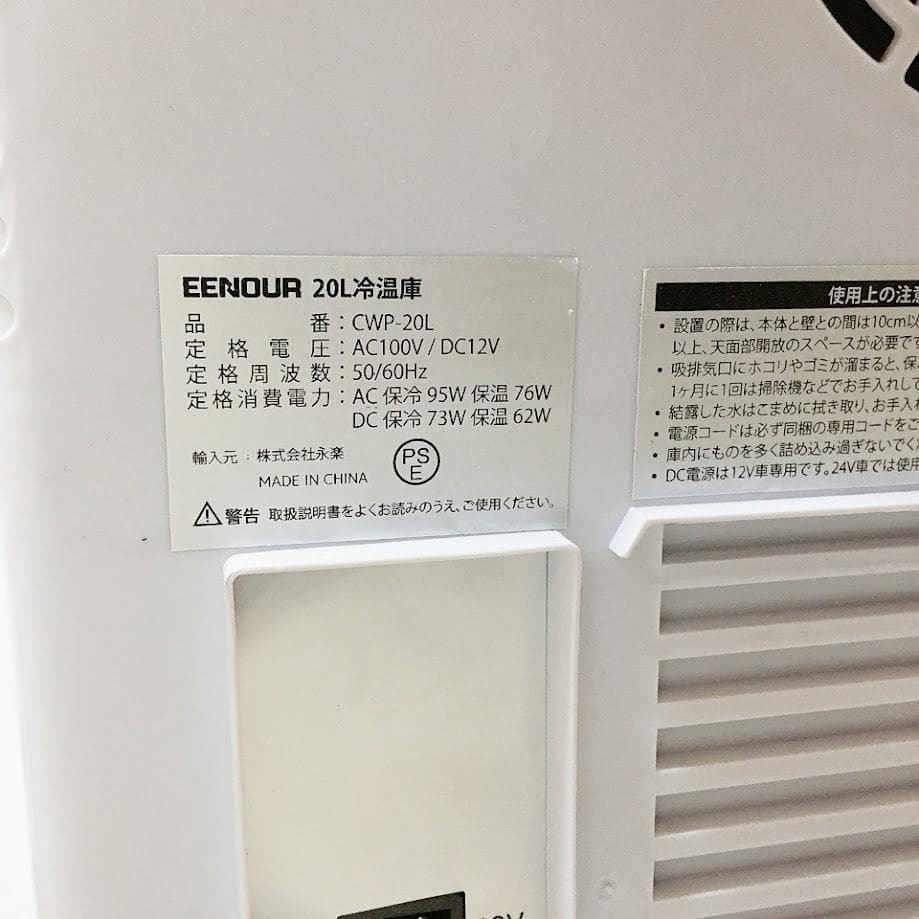 EENOUR 20L冷温庫
品番：CWP-20L
定格電圧：AC100V / DC12V
定格周波数：50/60Hz
定格消費電力：AC 保冷 95W 保温 76W
DC 保冷 73W 保温 62W
輸入元：株式会社永楽
PS
E
MADE IN CHINA
警告 取扱説明書をよくお読みのうえ、ご使用ください。
使用上の注意
• 設置の際は、本体と壁との間は10cm以
以上、天面部開放のスペースが必要です
• 吸排気口にホコリやゴミが溜まると、保
1ヶ月に1回は掃除機などでお手入れして
• 結露した水はこまめに拭き取り、お手入れ
• 電源コードは必ず同梱の専用コードをご
• 庫内にものを多く詰め込み過ぎないでくだ
• DC電源は12V車専用です。24V車では使用